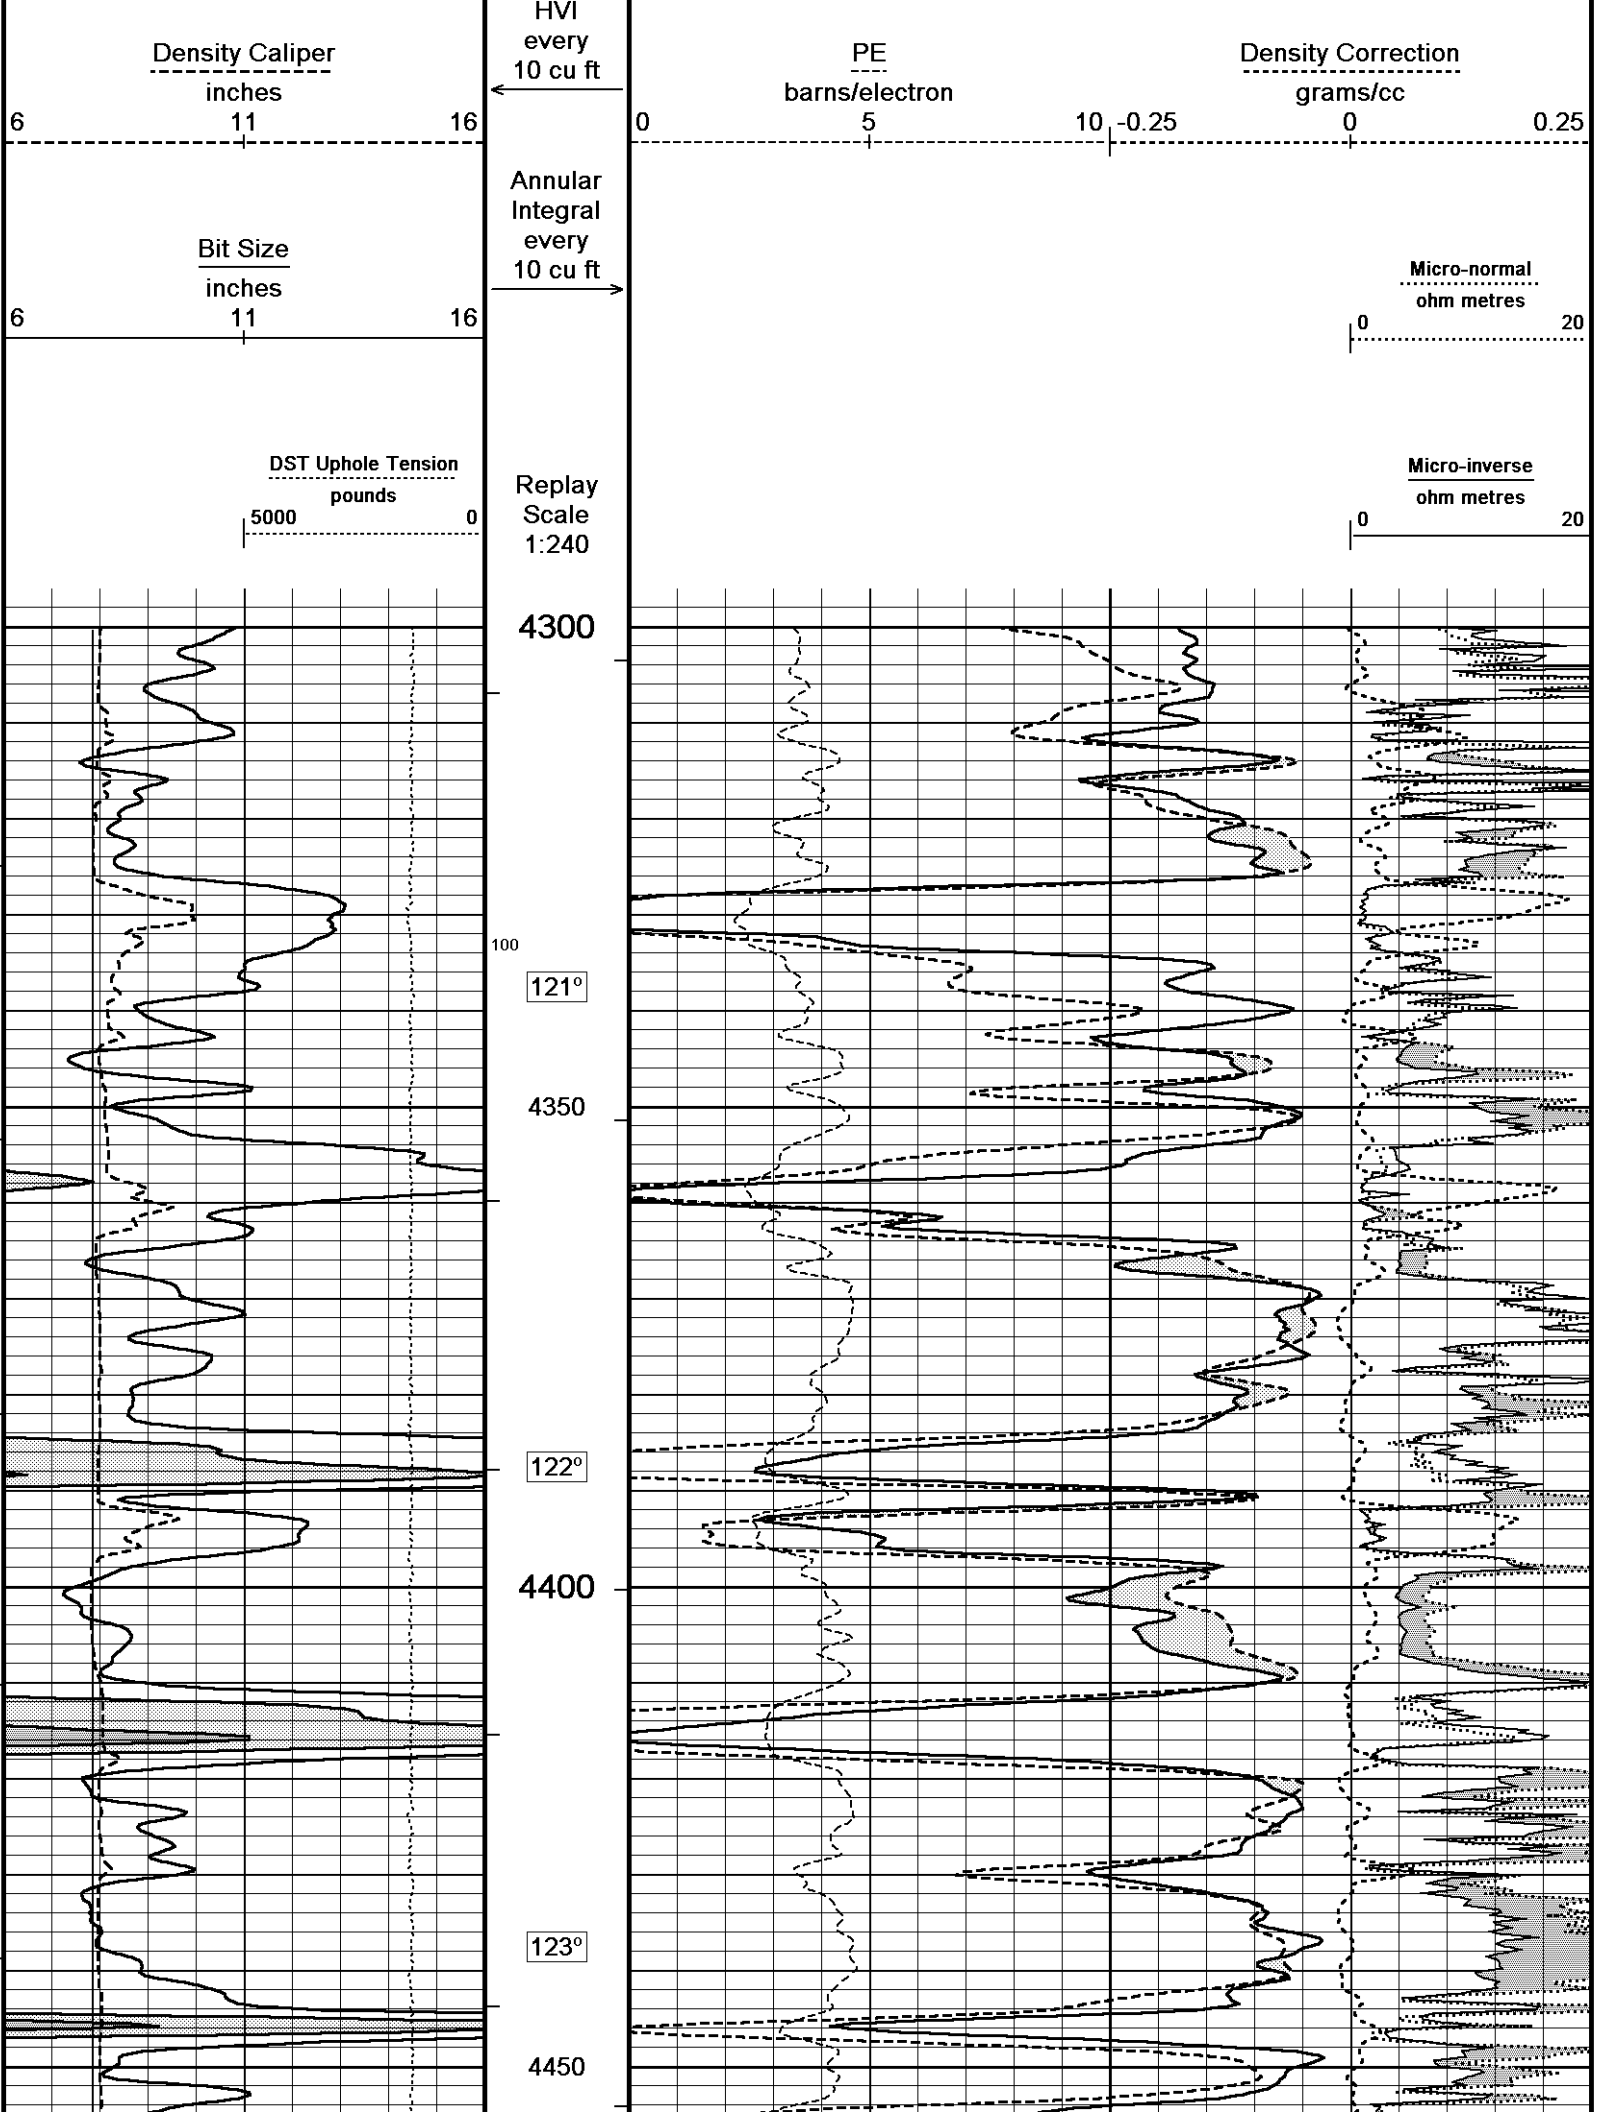 HVI
every
10 cu ft
Density Caliper
inches
6 11 16
PE
barns/electron
0 5 10
Density Correction
grams/cc
-0.25 0 0.25
Annular
Integral
every
10 cu ft
Bit Size
inches
6 11 16
Micro-normal
ohm metres
0 20
DST Uphole Tension
pounds
5000 0
Replay
Scale
1:240
Micro-inverse
ohm metres
0 20
4300
100
121º
4350
122º
4400
123º
4450